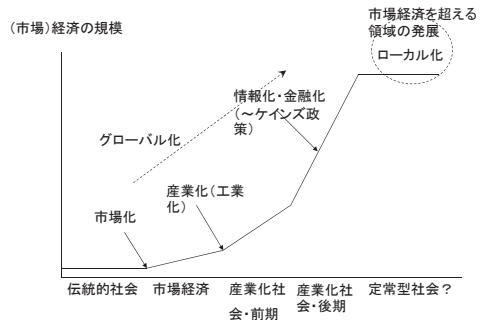 (市場)経済の規模
市場経済を超える
領域の発展
ローカル化
情報化・金融化
(～ケインズ政
策)
グローバル化
産業化(工業
化)
市場化
伝統的社会
市場経済
産業化社
会・前期
産業化社
会・後期
定常型社会?